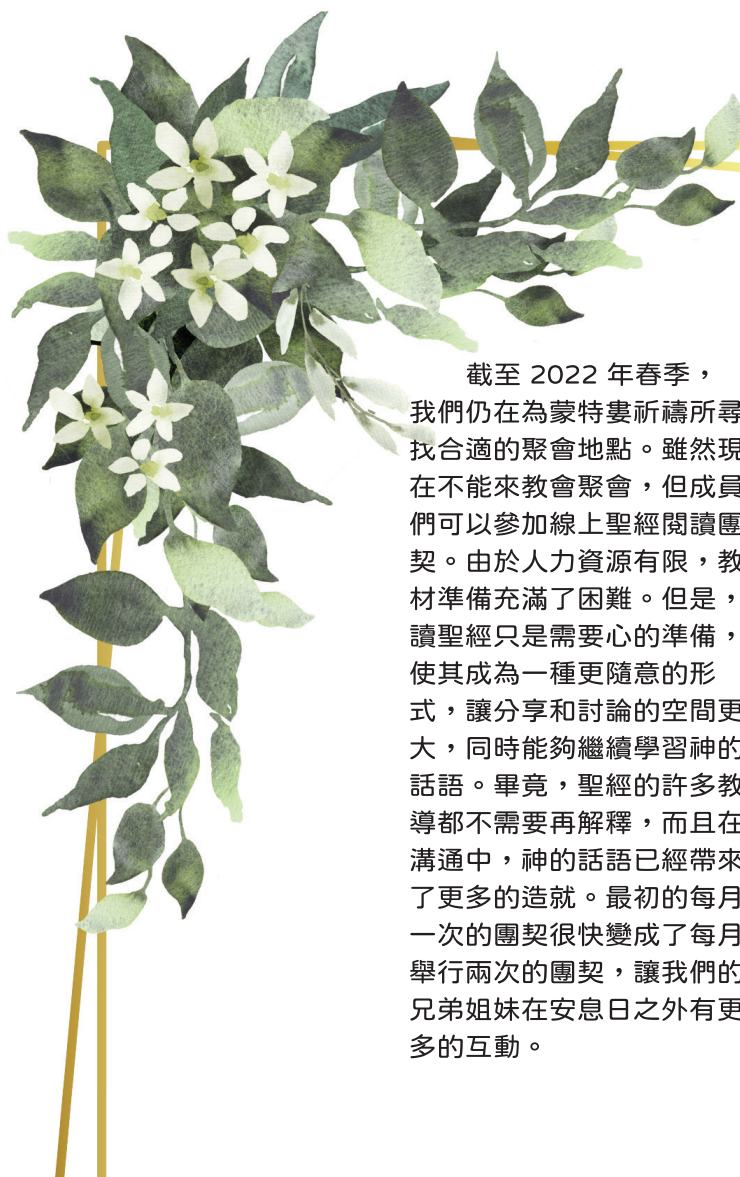 截至 2022 年春季，
我們仍在為蒙特婁祈禱所尋
找合適的聚會地點。雖然現
在不能來教會聚會，但成員
們可以參加線上聖經閱讀團
契。由於人力資源有限，教
材準備充滿了困難。但是，
讀聖經只是需要心的準備，
使其成為一種更隨意的形
式，讓分享和討論的空間更
大，同時能夠繼續學習神的
話語。畢竟，聖經的許多教
導都不需要再解釋，而且在
溝通中，神的話語已經帶來
了更多的造就。最初的每月
一次的團契很快變成了每月
舉行兩次的團契，讓我們的
兄弟姐妹在安息日之外有更
多的互動。